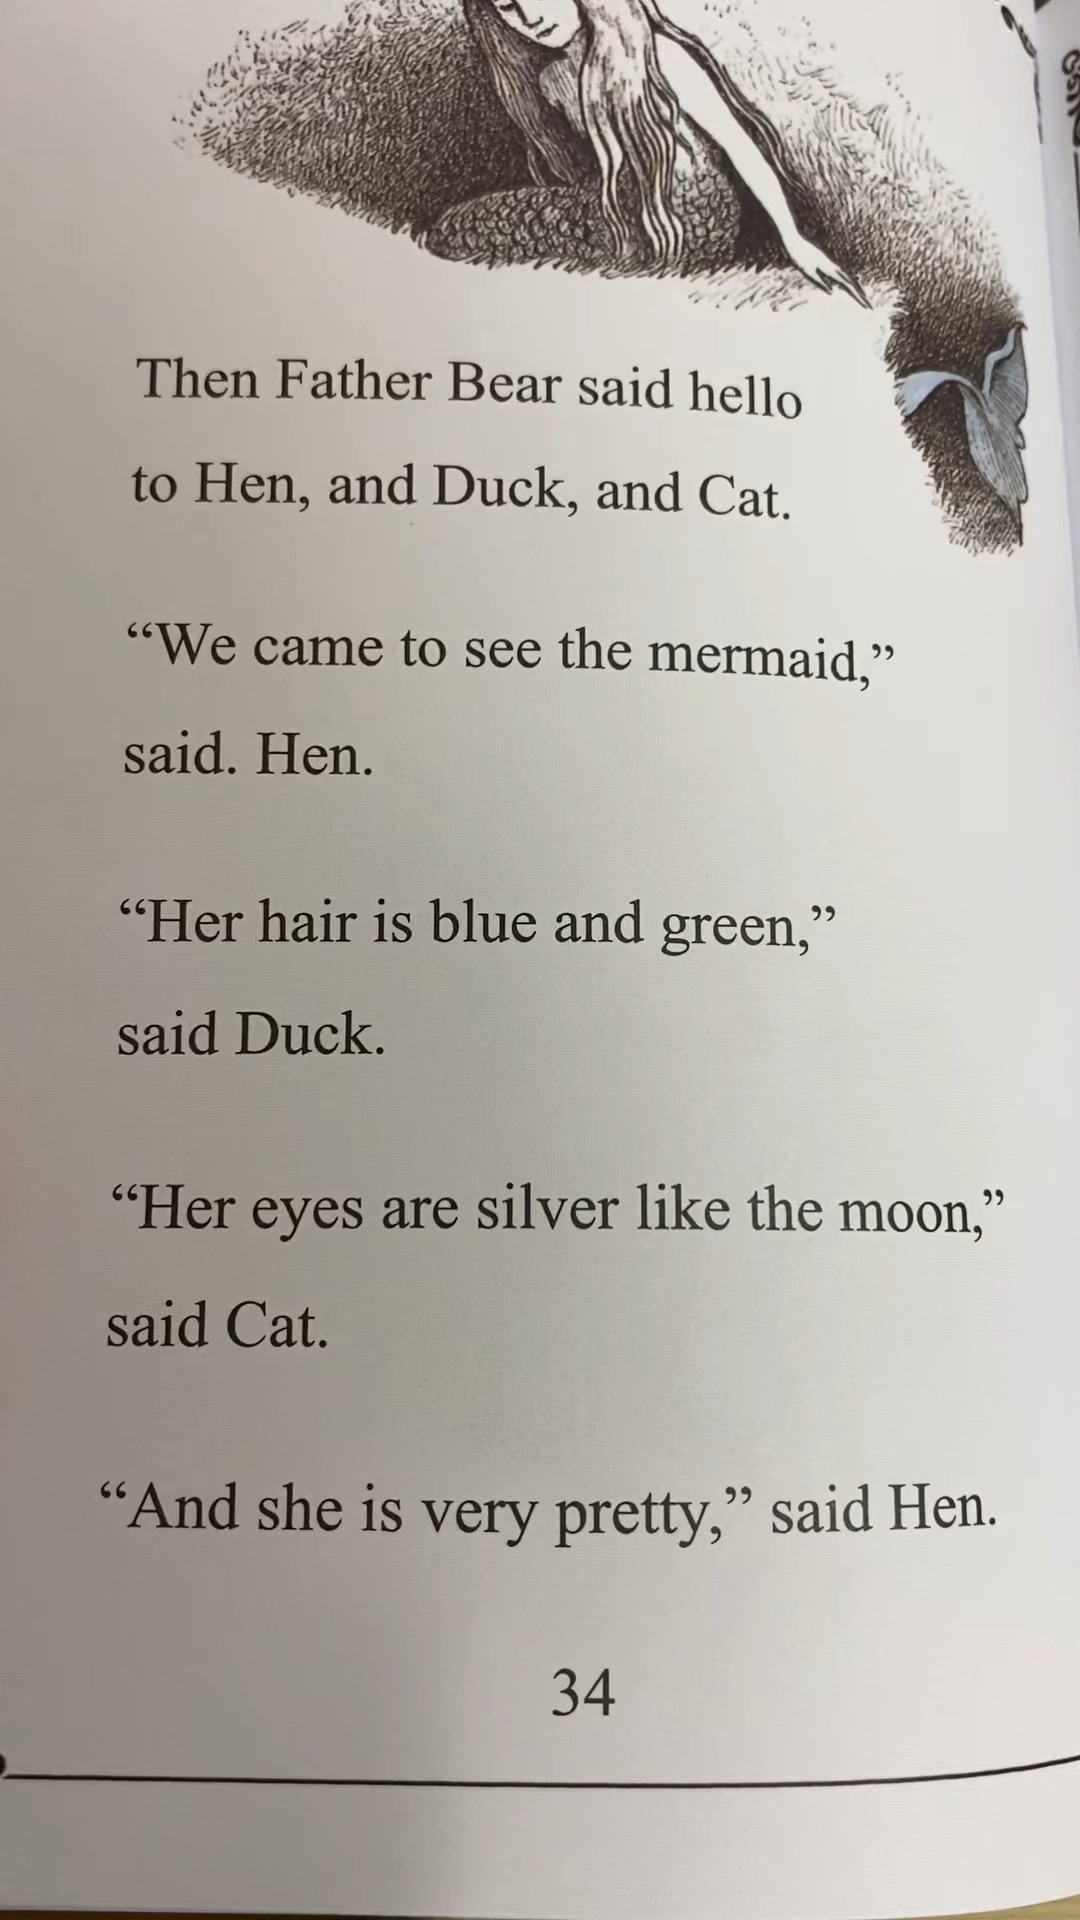 Then Father Bear said hello
to Hen, and Duck, and Cat.
“We came to see the mermaid,”
said. Hen.
“Her hair is blue and green,”
said Duck.
“Her eyes are silver like the moon,”
said Cat.
“And she is very pretty,” said Hen.
34